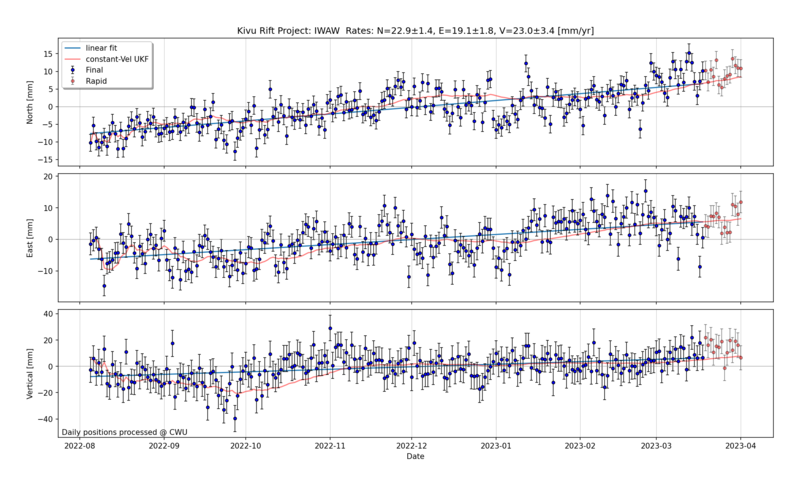 Kivu Rift Project: IWAW Rates: N=22.9±1.4, E=19.1±1.8, V=23.0±3.4 [mm/yr]
linear fit
constant-Vel UKF
Final
Rapid
North [mm]
15
10
5
0
−5
−10
−15
East [mm]
20
10
0
−10
Vertical [mm]
40
20
0
−20
−40
Daily positions processed @ CWU
2022-08 2022-09 2022-10 2022-11 2022-12 2023-01 2023-02 2023-03 2023-04
Date